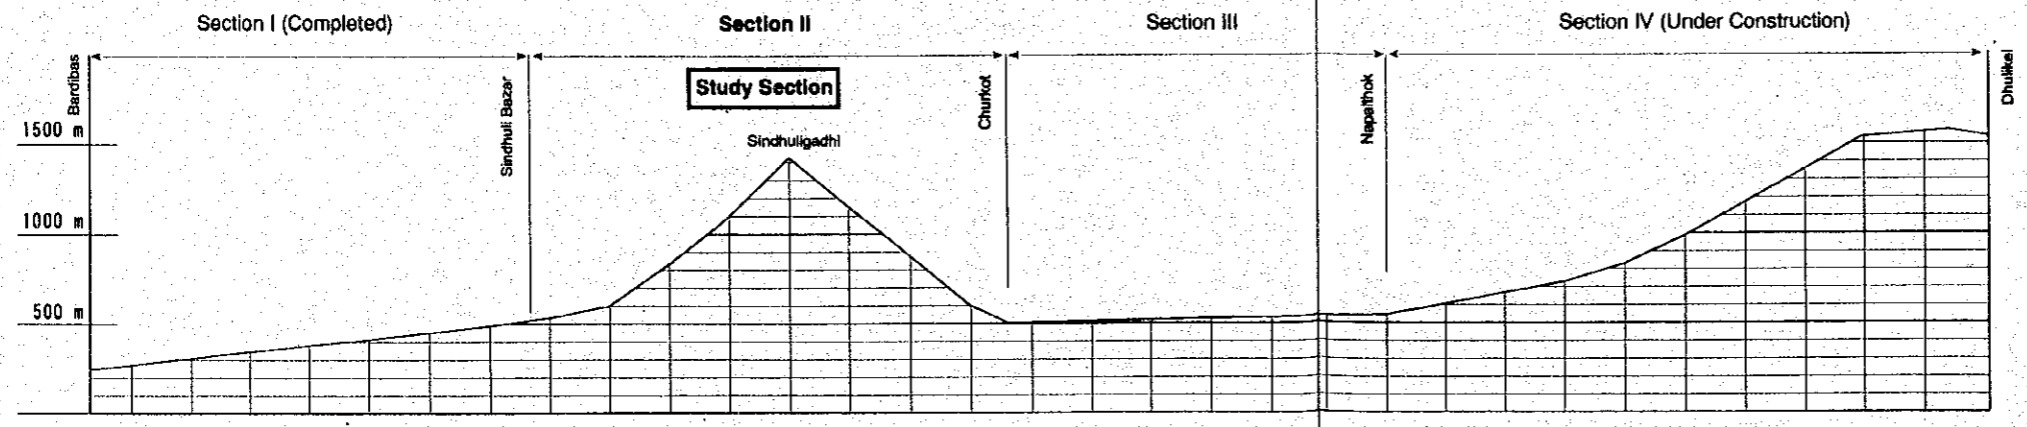 Section I (Completed)
Section II
Section III
Section IV (Under Construction)
Bardibas
Sindhuli Bazar
Study Section
Churkot
Napalthok
Dhulikel
Sindhuligadhi
1500 m
1000 m
500 m